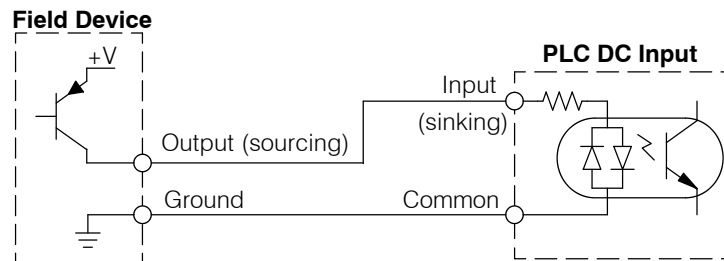 Field Device
+V
PLC DC Input
Input
(sinking)
Output (sourcing)
Ground
Common